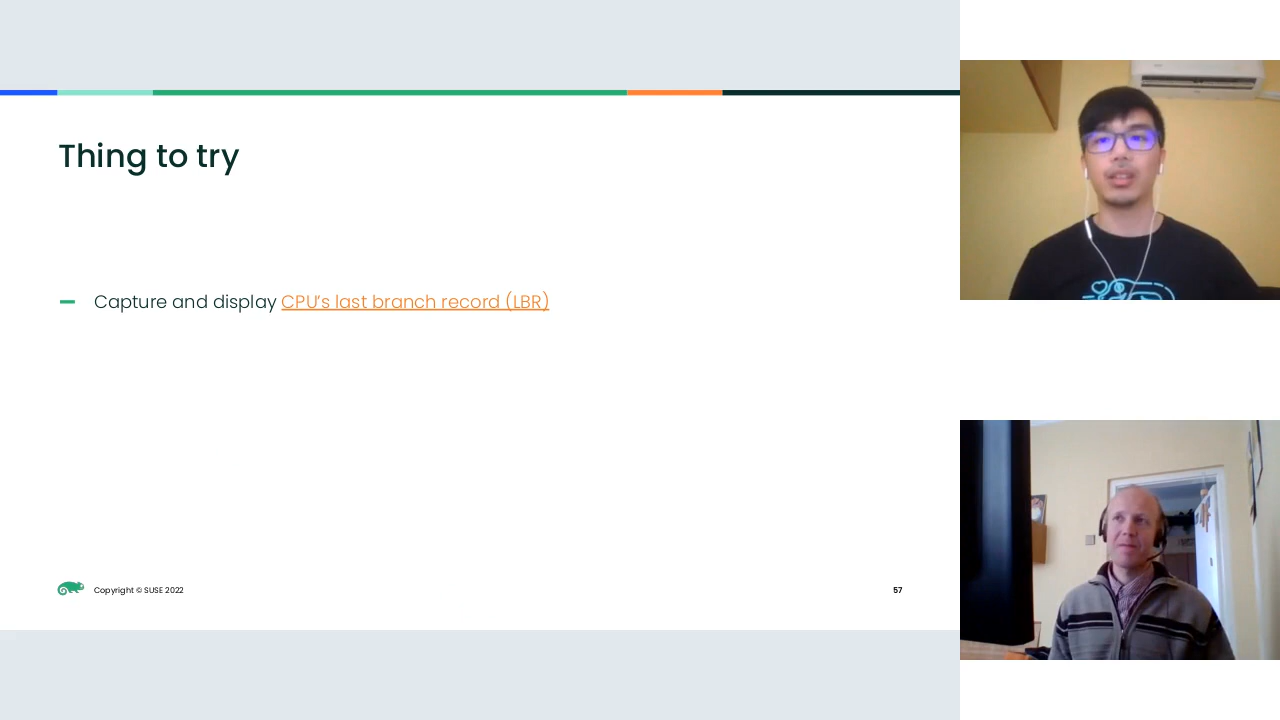 Thing to try
Capture and display CPU's last branch record (LBR)
Copyright © SUSE 2022
57